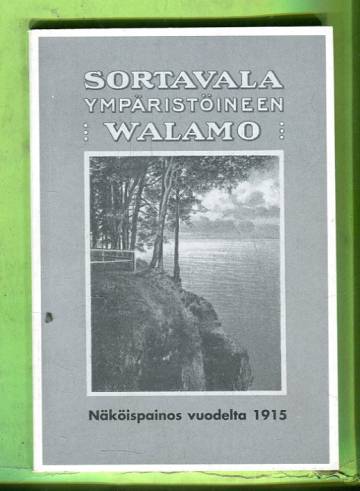 SORTAVALA
YMPÄRISTÖINEEN
WALAMO
Näköispainos vuodelta 1915